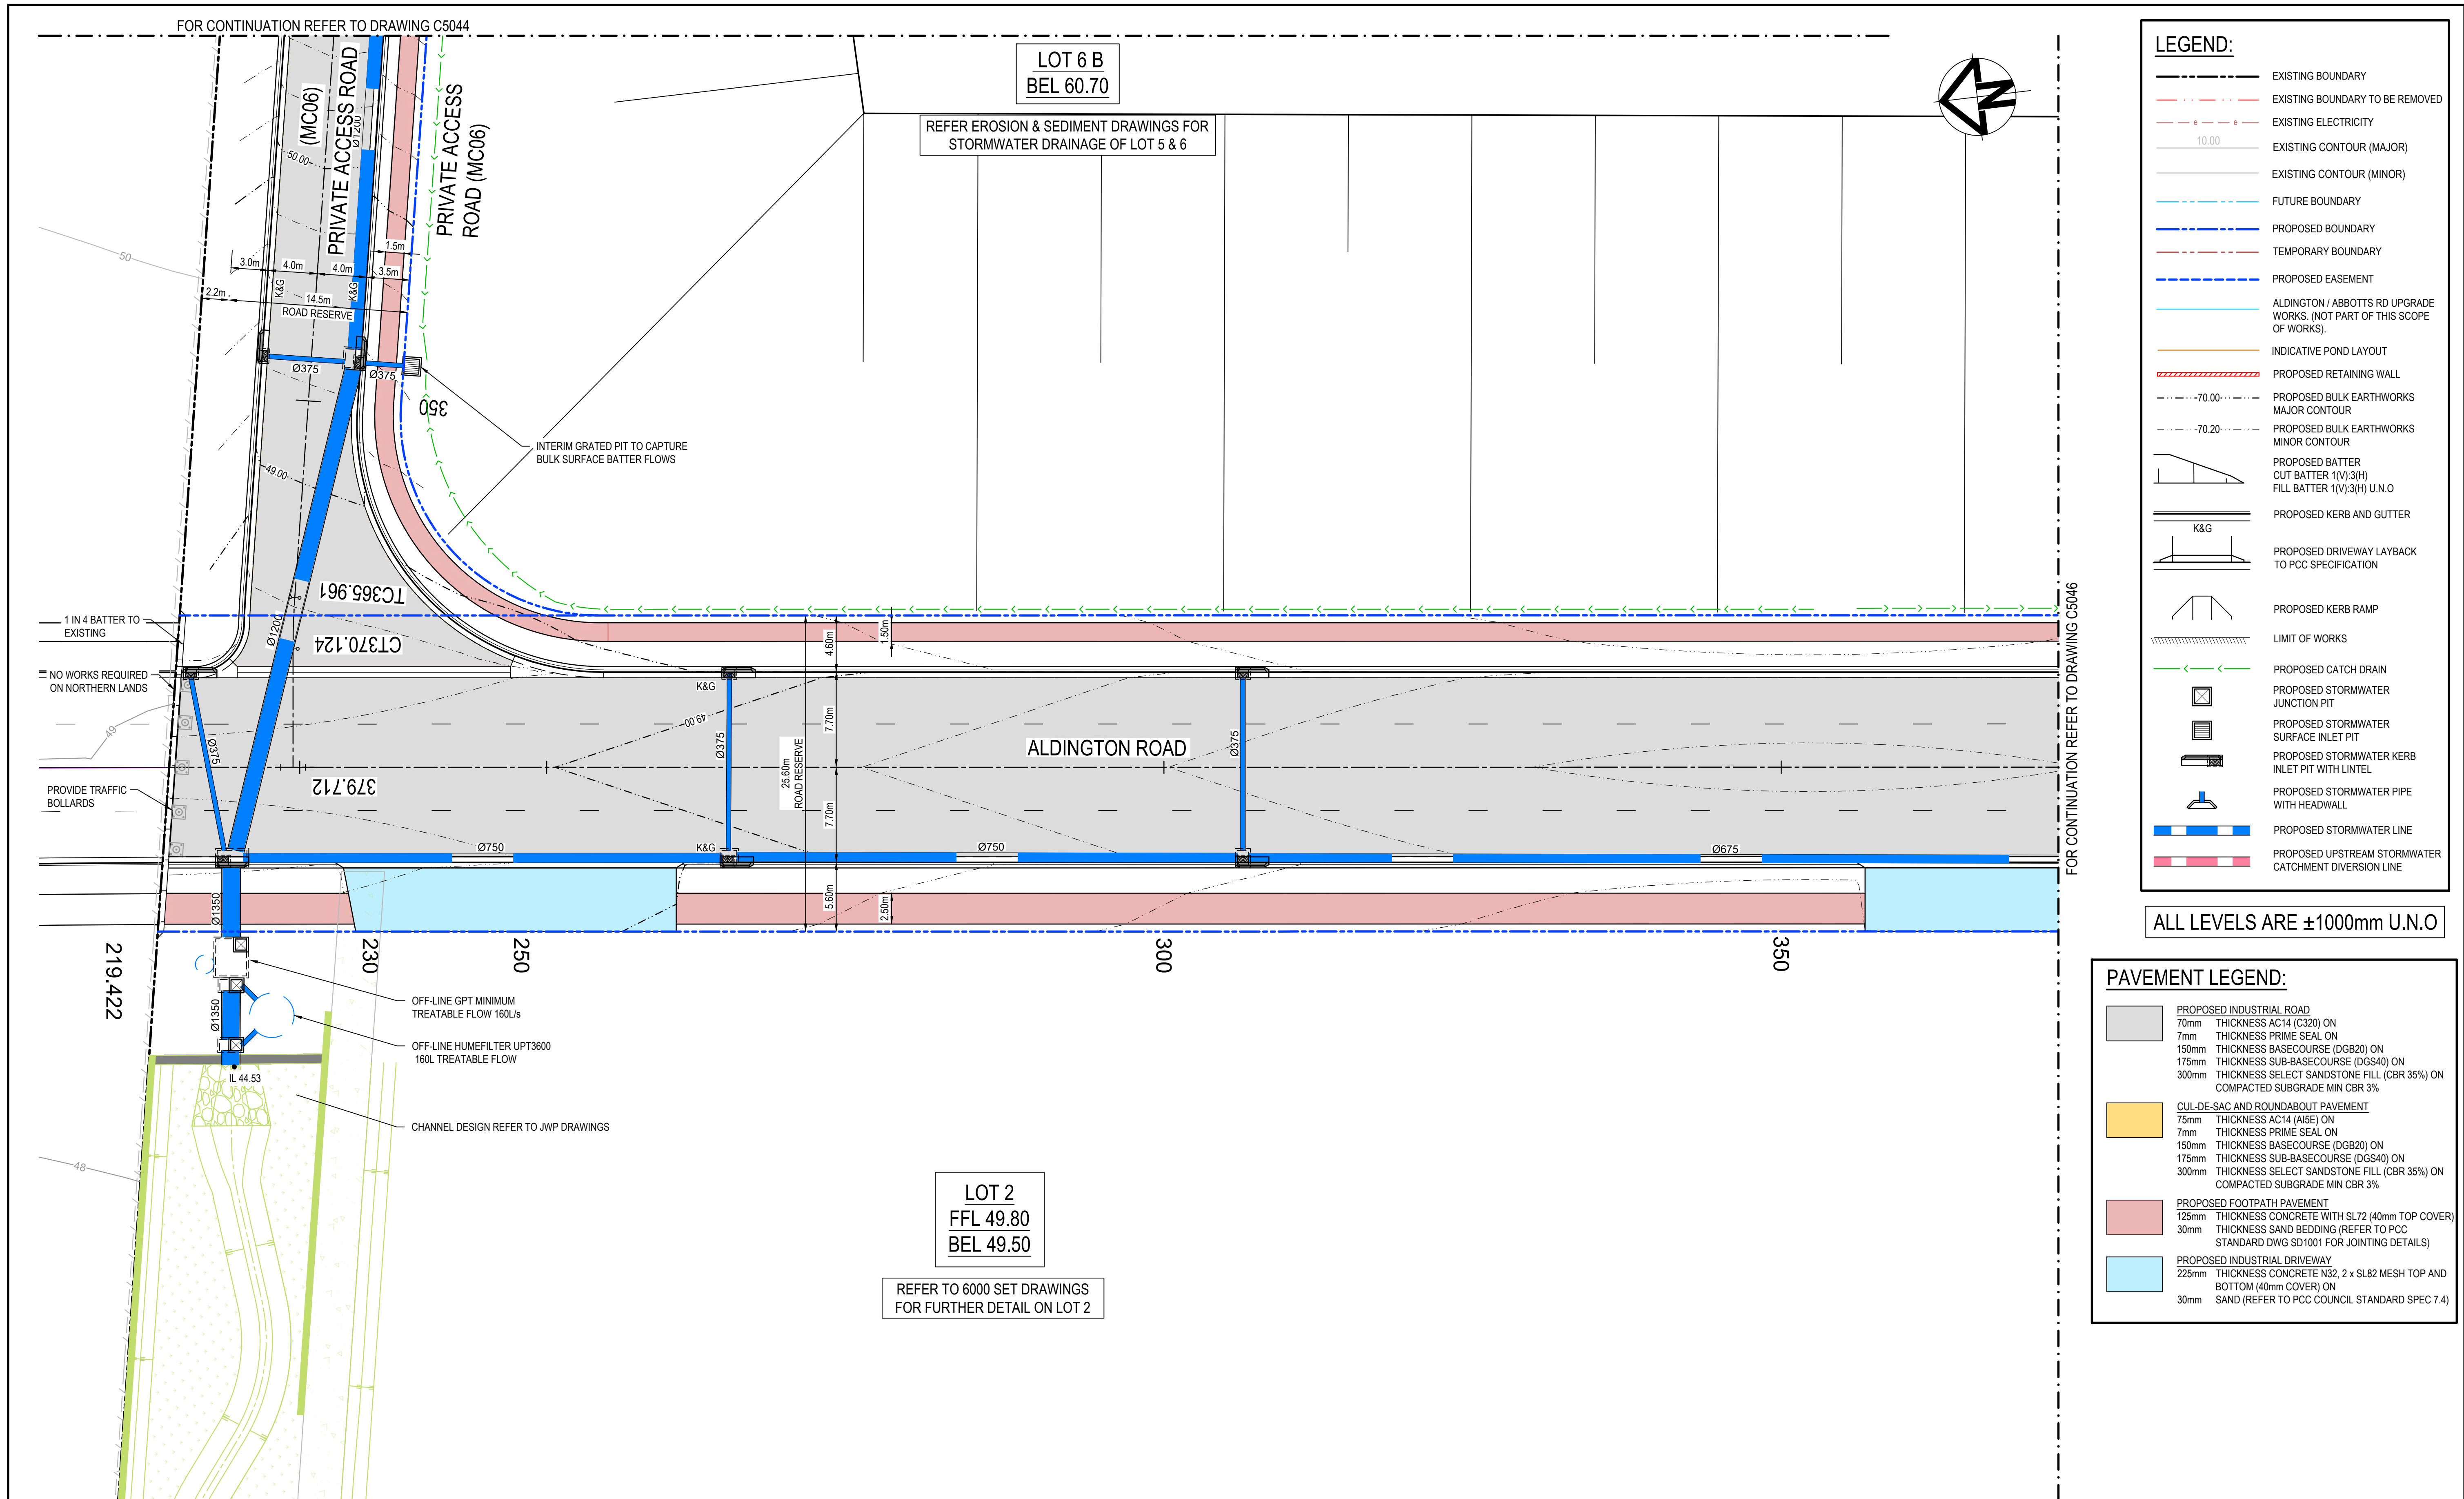 FOR CONTINUATION REFER TO DRAWING C5044
PRIVATE ACCESS ROAD
(MC06)
Ø1200
PRIVATE ACCESS
ROAD (MC06)
LOT 6 B
BEL 60.70
REFER EROSION & SEDIMENT DRAWINGS FOR
STORMWATER DRAINAGE OF LOT 5 & 6
N
50.00
50
1.5m
3.0m
4.0m
4.0m
3.5m
K&G
K&G
2.2m
14.5m
ROAD RESERVE
Ø375
Ø375
350
INTERIM GRATED PIT TO CAPTURE
BULK SURFACE BATTER FLOWS
49.00
TC365.961
CT370.124
Ø1200
1 IN 4 BATTER TO
EXISTING
NO WORKS REQUIRED
ON NORTHERN LANDS
49
PROVIDE TRAFFIC
BOLLARDS
Ø375
379.712
K&G
49.00
Ø375
K&G
4.60m
1.50m
7.70m
25.60m
ROAD RESERVE
7.70m
5.60m
2.50m
ALDINGTON ROAD
Ø375
Ø750
Ø750
Ø675
FOR CONTINUATION REFER TO DRAWING C5046
Ø1350
219.422
230
250
300
350
Ø1350
OFF-LINE GPT MINIMUM
TREATABLE FLOW 160L/s
OFF-LINE HUMEFILTER UPT3600
160L TREATABLE FLOW
IL 44.53
CHANNEL DESIGN REFER TO JWP DRAWINGS
48
LOT 2
FFL 49.80
BEL 49.50
REFER TO 6000 SET DRAWINGS
FOR FURTHER DETAIL ON LOT 2
LEGEND:
EXISTING BOUNDARY
EXISTING BOUNDARY TO BE REMOVED
e e
EXISTING ELECTRICITY
10.00
EXISTING CONTOUR (MAJOR)
EXISTING CONTOUR (MINOR)
FUTURE BOUNDARY
PROPOSED BOUNDARY
TEMPORARY BOUNDARY
PROPOSED EASEMENT
ALDINGTON / ABBOTTS RD UPGRADE
WORKS. (NOT PART OF THIS SCOPE
OF WORKS).
INDICATIVE POND LAYOUT
PROPOSED RETAINING WALL
70.00
PROPOSED BULK EARTHWORKS
MAJOR CONTOUR
70.20
PROPOSED BULK EARTHWORKS
MINOR CONTOUR
PROPOSED BATTER
CUT BATTER 1(V):3(H)
FILL BATTER 1(V):3(H) U.N.O
PROPOSED KERB AND GUTTER
K&G
PROPOSED DRIVEWAY LAYBACK
TO PCC SPECIFICATION
PROPOSED KERB RAMP
LIMIT OF WORKS
PROPOSED CATCH DRAIN
PROPOSED STORMWATER
JUNCTION PIT
PROPOSED STORMWATER
SURFACE INLET PIT
PROPOSED STORMWATER KERB
INLET PIT WITH LINTEL
PROPOSED STORMWATER PIPE
WITH HEADWALL
PROPOSED STORMWATER LINE
PROPOSED UPSTREAM STORMWATER
CATCHMENT DIVERSION LINE
ALL LEVELS ARE ±1000mm U.N.O
PAVEMENT LEGEND:
PROPOSED INDUSTRIAL ROAD
70mm THICKNESS AC14 (C320) ON
7mm THICKNESS PRIME SEAL ON
150mm THICKNESS BASECOURSE (DGB20) ON
175mm THICKNESS SUB-BASECOURSE (DGS40) ON
300mm THICKNESS SELECT SANDSTONE FILL (CBR 35%) ON
COMPACTED SUBGRADE MIN CBR 3%
CUL-DE-SAC AND ROUNDABOUT PAVEMENT
75mm THICKNESS AC14 (AI5E) ON
7mm THICKNESS PRIME SEAL ON
150mm THICKNESS BASECOURSE (DGB20) ON
175mm THICKNESS SUB-BASECOURSE (DGS40) ON
300mm THICKNESS SELECT SANDSTONE FILL (CBR 35%) ON
COMPACTED SUBGRADE MIN CBR 3%
PROPOSED FOOTPATH PAVEMENT
125mm THICKNESS CONCRETE WITH SL72 (40mm TOP COVER)
30mm THICKNESS SAND BEDDING (REFER TO PCC
STANDARD DWG SD1001 FOR JOINTING DETAILS)
PROPOSED INDUSTRIAL DRIVEWAY
225mm THICKNESS CONCRETE N32, 2 x SL82 MESH TOP AND
BOTTOM (40mm COVER) ON
30mm SAND (REFER TO PCC COUNCIL STANDARD SPEC 7.4)